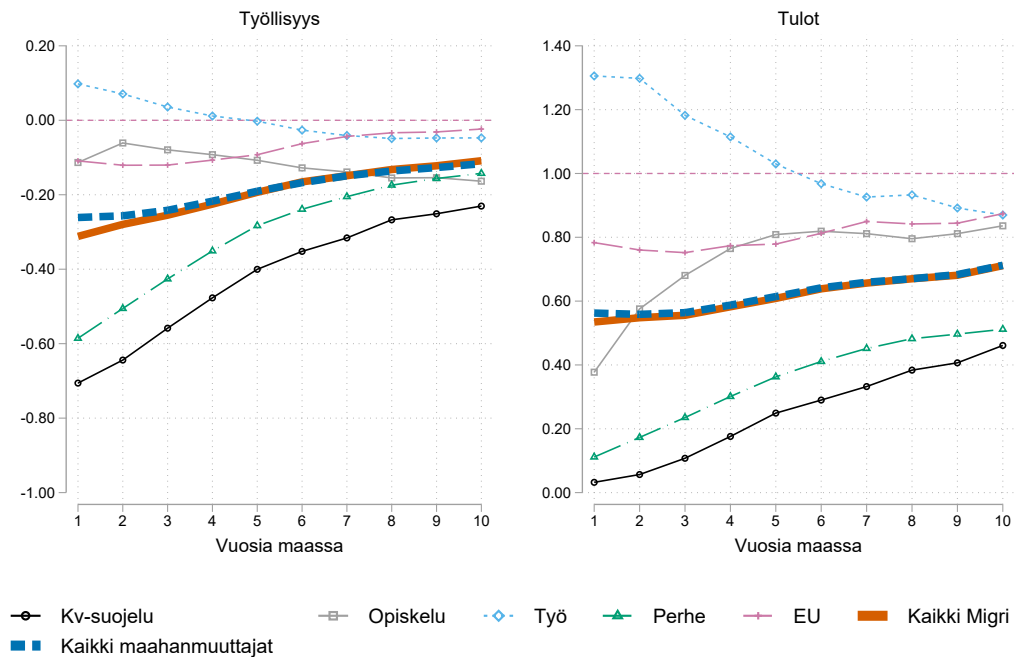 Työllisyys
0.20
0.00
-0.20
-0.40
-0.60
-0.80
-1.00
1 2 3 4 5 6 7 8 9 10
Vuosia maassa
Tulot
1.40
1.20
1.00
0.80
0.60
0.40
0.20
0.00
1 2 3 4 5 6 7 8 9 10
Vuosia maassa
Kv-suojelu Opiskelu Työ Perhe EU Kaikki Migri
Kaikki maahanmuuttajat